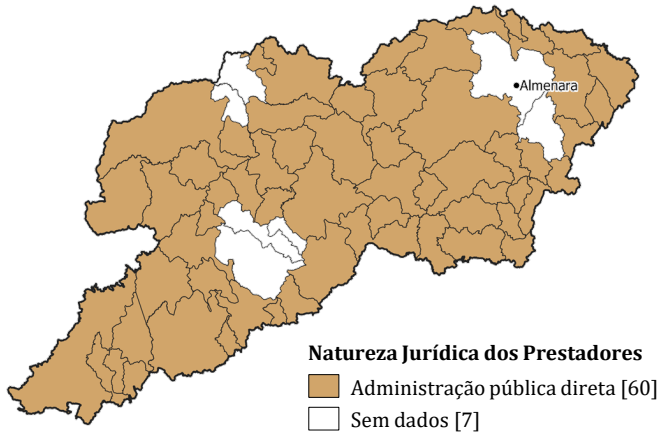 Almenara
Natureza Jurídica dos Prestadores
Administração pública direta [60]
Sem dados [7]